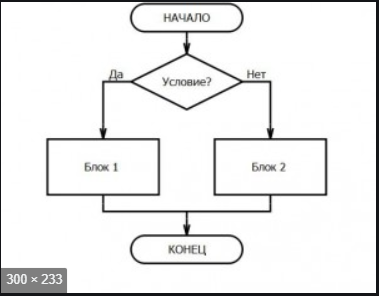 НАЧАЛО
Условие?
Да
Нет
Блок 1
Блок 2
КОНЕЦ
300 × 233